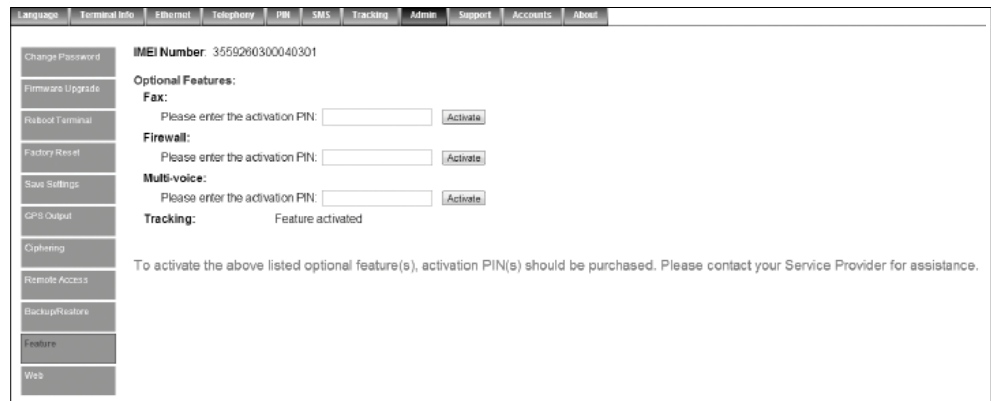 Language Terminal Info Ethernet Telephony PIN SMS Tracking Admin Support Accounts About
Change Password
Firmware Upgrade
Reboot Terminal
Factory Reset
Save Settings
GPS Output
Ciphering
Remote Access
Backup/Restore
Feature
Web
IMEI Number: 3559260300040301
Optional Features:
Fax:
Please enter the activation PIN: Activate
Firewall:
Please enter the activation PIN: Activate
Multi-voice:
Please enter the activation PIN: Activate
Tracking: Feature activated
To activate the above listed optional feature(s), activation PIN(s) should be purchased. Please contact your Service Provider for assistance.